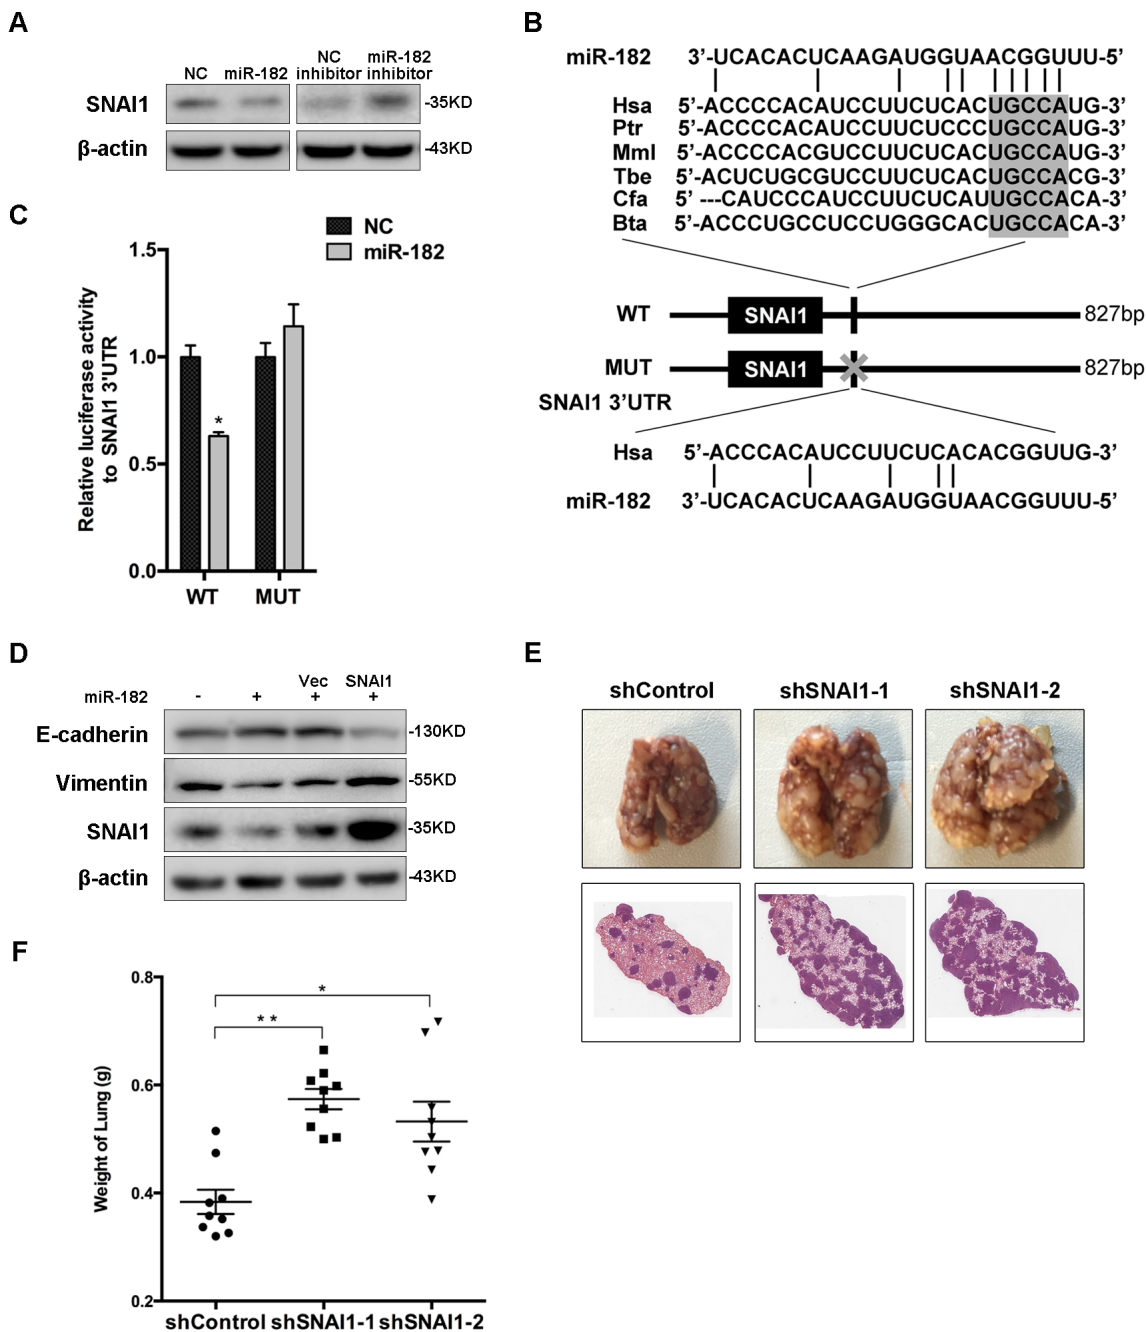 A
NC miR-182 NC inhibitor miR-182 inhibitor
SNAI1 -35KD
β-actin -43KD
B
miR-182 3’-UCACACUCAAGAUGGUAACGGUUU-5’
Hsa 5’-ACCCCACAUCCUUCUCACUGCCAUG-3’
Ptr 5’-ACCCCACAUCCUUCUCCCUGCCAUG-3’
Mml 5’-ACCCCACGUCCUUCUCACUGCCAUG-3’
Tbe 5’-ACUCUGCGUCCUUCUCACUGCCACG-3’
Cfa 5’ ---CAUCCCAUCCUUCUCAUUGCCACA-3’
Bta 5’-ACCCUGCCUCCUGGGCACUGCCACA-3’
WT SNAI1 827bp
MUT SNAI1 827bp
SNAI1 3’UTR
Hsa 5’-ACCCACAUCCUUCUCACACGGUUG-3’
miR-182 3’-UCACACUCAAGAUGGUAACGGUUU-5’
C
NC
miR-182
Relative luciferase activity
to SNAI1 3’UTR
1.5
1.0
*
0.5
0.0
WT MUT
D
Vec SNAI1
miR-182 - + + +
E-cadherin -130KD
Vimentin -55KD
SNAI1 -35KD
β-actin -43KD
E
shControl shSNAI1-1 shSNAI1-2
F
Weight of Lung (g)
0.8
*
**
0.6
0.4
0.2
shControl shSNAI1-1 shSNAI1-2